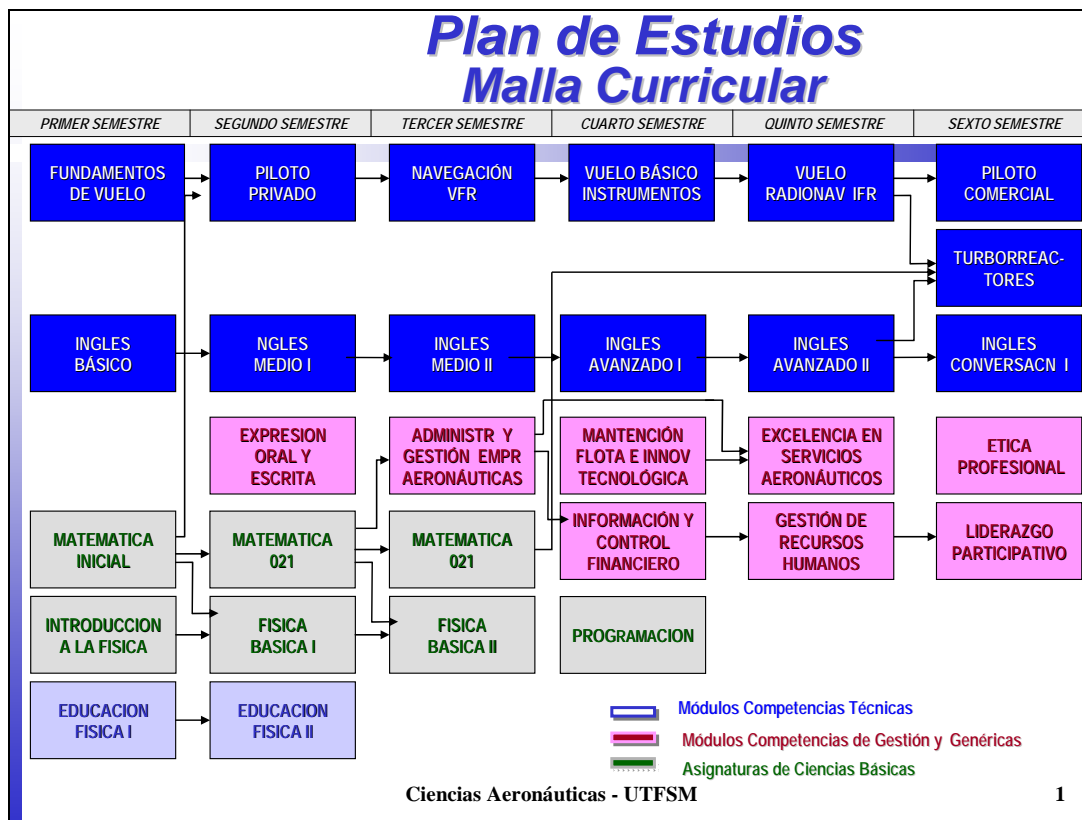 Plan de Estudios
Malla Curricular
PRIMER SEMESTRE
SEGUNDO SEMESTRE
TERCER SEMESTRE
CUARTO SEMESTRE
QUINTO SEMESTRE
SEXTO SEMESTRE
FUNDAMENTOS
DE VUELO
PILOTO
PRIVADO
NAVEGACIÓN
VFR
VUELO BÁSICO
INSTRUMENTOS
VUELO
RADIONAV IFR
PILOTO
COMERCIAL
TURBORREAC-
TORES
INGLES
BÁSICO
NGLES
MEDIO I
INGLES
MEDIO II
INGLES
AVANZADO I
INGLES
AVANZADO II
INGLES
CONVERSACN I
EXPRESION
ORAL Y
ESCRITA
ADMINISTR Y
GESTIÓN EMPR
AERONÁUTICAS
MANTENCIÓN
FLOTA E INNOV
TECNOLÓGICA
EXCELENCIA EN
SERVICIOS
AERONÁUTICOS
ETICA
PROFESIONAL
MATEMATICA
INICIAL
MATEMATICA
021
MATEMATICA
021
INFORMACIÓN Y
CONTROL
FINANCIERO
GESTIÓN DE
RECURSOS
HUMANOS
LIDERAZGO
PARTICIPATIVO
INTRODUCCION
A LA FISICA
FISICA
BASICA I
FISICA
BASICA II
PROGRAMACION
EDUCACION
FISICA I
EDUCACION
FISICA II
Módulos Competencias Técnicas
Módulos Competencias de Gestión y Genéricas
Asignaturas de Ciencias Básicas
Ciencias Aeronáuticas - UTFSM
1